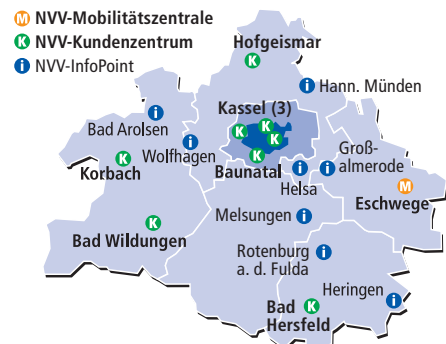 M NVV-Mobilitätszentrale
K NVV-Kundenzentrum
i NVV-InfoPoint
Hofgeismar
K
i Hann. Münden
Kassel (3)
K K K
i
Bad Arolsen
i
Wolfhagen
K
Korbach
K
Baunatal
i
Helsa
i
Groß-
almerode
M
Eschwege
K
Bad Wildungen
Melsungen i
Rotenburg i
a. d. Fulda
Heringen
i
Bad K
Hersfeld